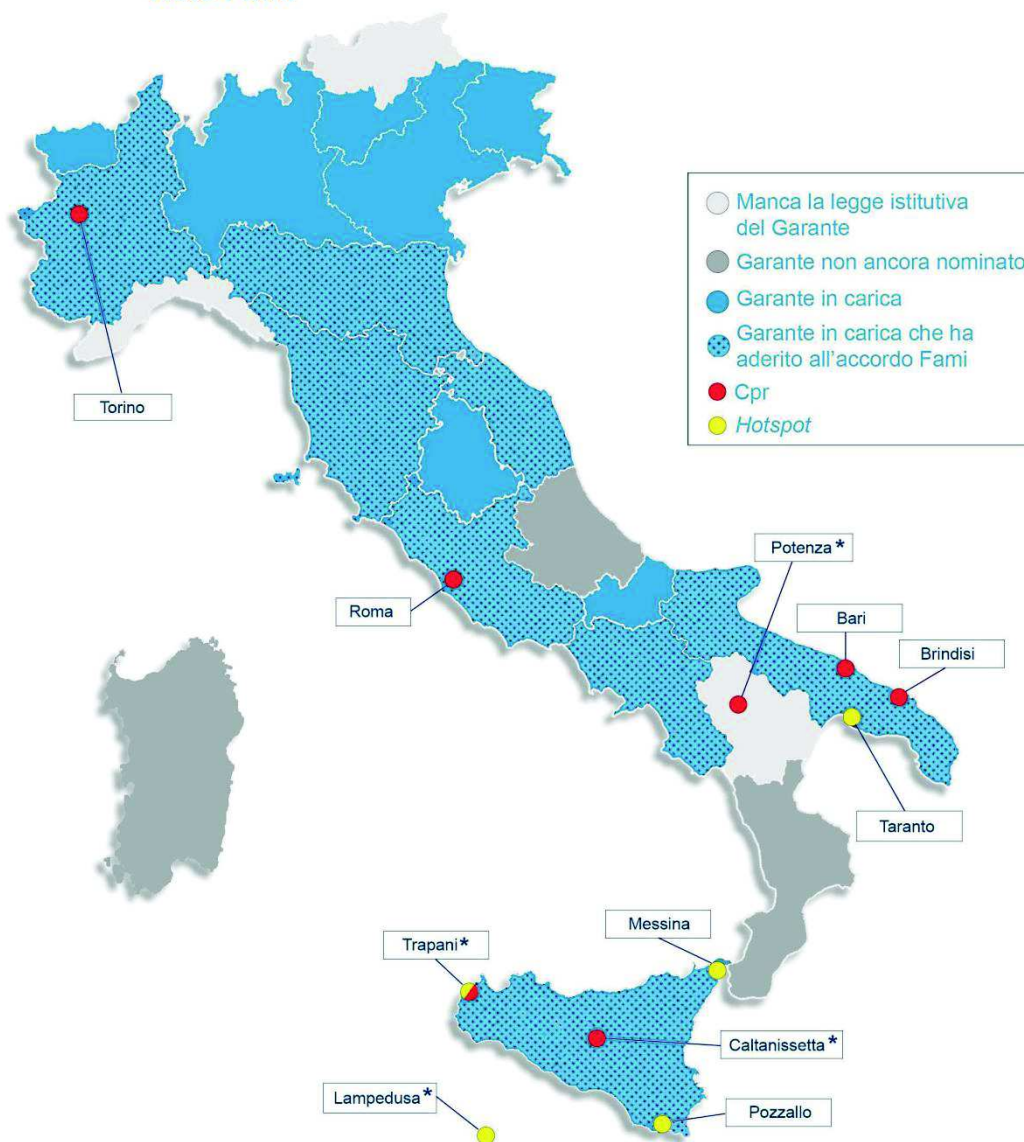 Manca la legge istitutiva
del Garante
Garante non ancora nominato
Garante in carica
Garante in carica che ha
aderito all'accordo Fami
Cpr
Hotspot
Torino
Potenza*
Roma
Bari
Brindisi
Taranto
Messina
Trapani*
Caltanissetta*
Lampedusa*
Pozzallo